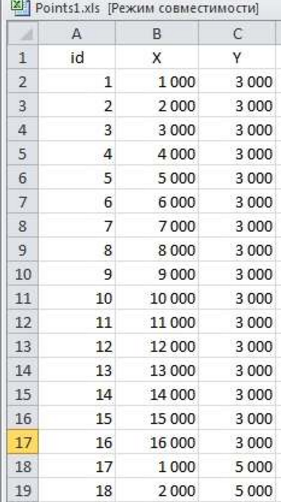 Points1.xls [Режим совместимости]
A B C
1 id X Y
2 1 1 000 3 000
3 2 2 000 3 000
4 3 3 000 3 000
5 4 4 000 3 000
6 5 5 000 3 000
7 6 6 000 3 000
8 7 7 000 3 000
9 8 8 000 3 000
10 9 9 000 3 000
11 10 10 000 3 000
12 11 11 000 3 000
13 12 12 000 3 000
14 13 13 000 3 000
15 14 14 000 3 000
16 15 15 000 3 000
17 16 16 000 3 000
18 17 1 000 5 000
19 18 2 000 5 000